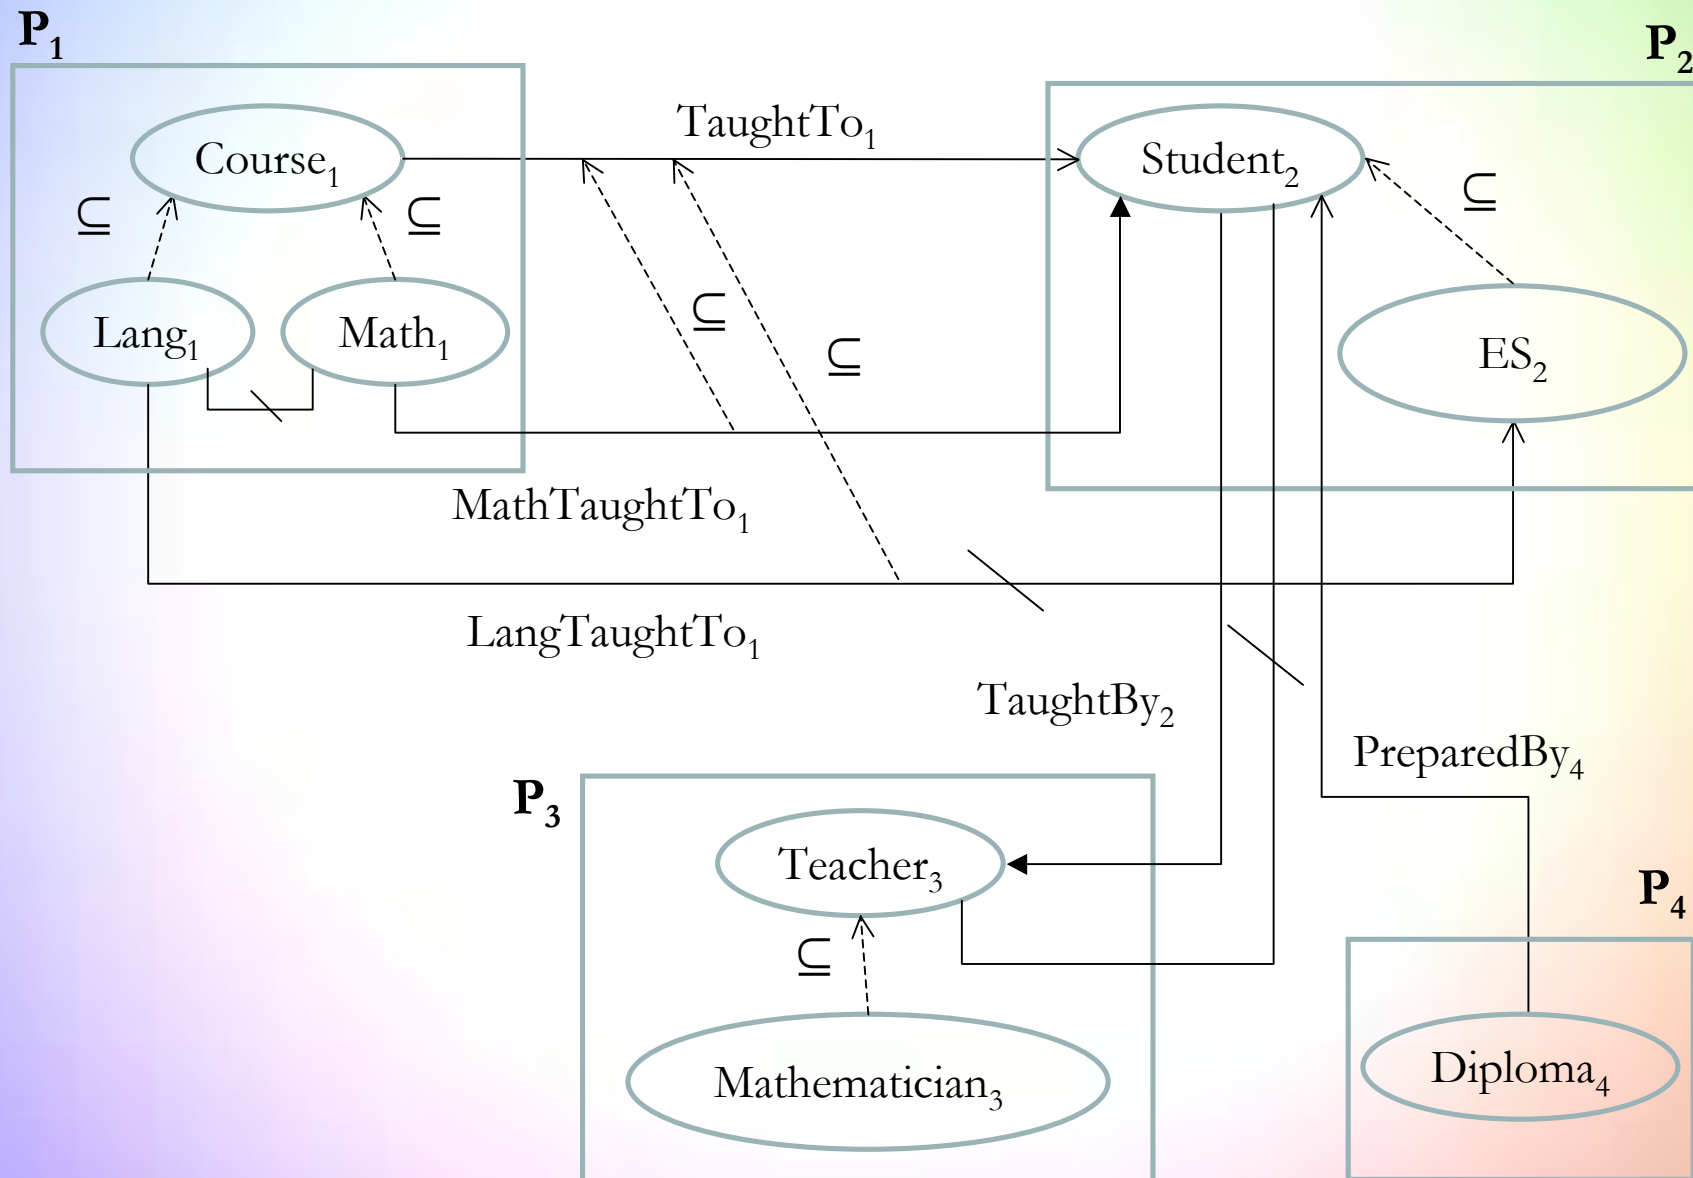 P₁
P₂
TaughtTo₁
Course₁
Student₂
⊆
⊆
⊆
Lang₁
Math₁
⊆
⊆
ES₂
MathTaughtTo₁
LangTaughtTo₁
TaughtBy₂
PreparedBy₄
P₃
Teacher₃
P₄
⊆
Mathematician₃
Diploma₄